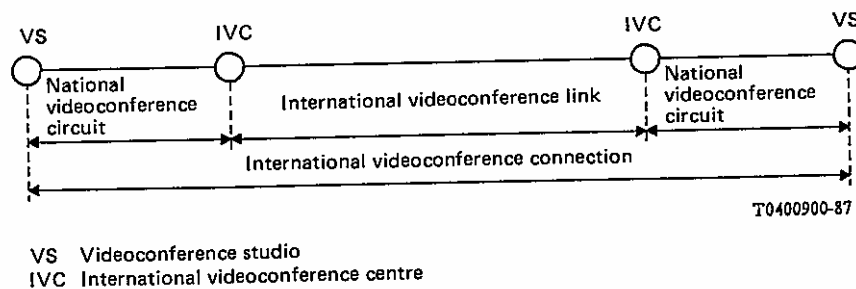 VS
IVC
IVC
VS
National
videoconference
circuit
International videoconference link
National
videoconference
circuit
International videoconference connection
T0400900-87
VS Videoconference studio
IVC International videoconference centre